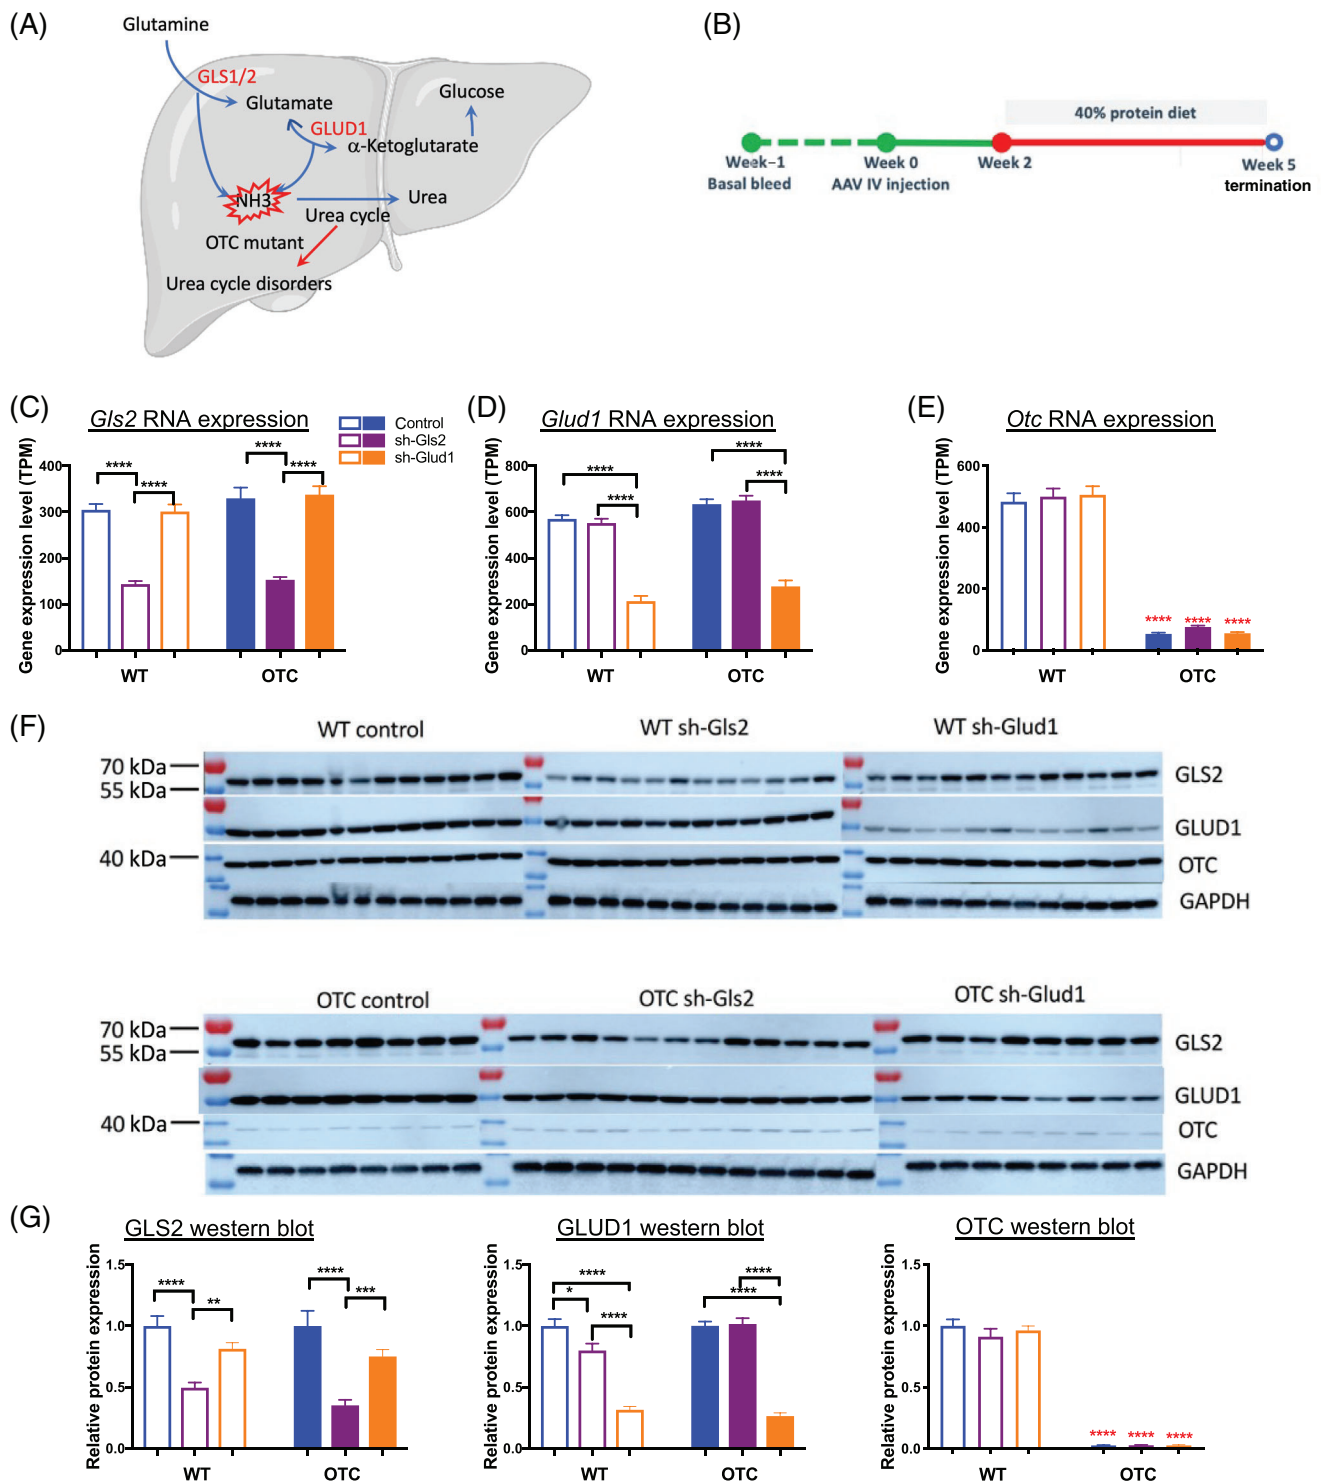 (A)
Glutamine
GLS1/2
Glutamate
GLUD1
α-Ketoglutarate
Glucose
NH3
Urea
Urea cycle
OTC mutant
Urea cycle disorders
(B)
40% protein diet
Week–1
Basal bleed
Week 0
AAV IV injection
Week 2
Week 5
termination
(C)
Gls2 RNA expression
Control
sh-Gls2
sh-Glud1
Gene expression level (TPM)
400
300
200
100
0
**** **** **** ****
WT OTC
(D)
Glud1 RNA expression
Gene expression level (TPM)
800
600
400
200
0
**** **** **** ****
WT OTC
(E)
Otc RNA expression
Gene expression level (TPM)
600
400
200
0
**** **** ****
WT OTC
(F)
WT control WT sh-Gls2 WT sh-Glud1
70 kDa
55 kDa
40 kDa
GLS2
GLUD1
OTC
GAPDH
OTC control OTC sh-Gls2 OTC sh-Glud1
70 kDa
55 kDa
40 kDa
GLS2
GLUD1
OTC
GAPDH
(G)
GLS2 western blot
Relative protein expression
1.5
1.0
0.5
0.0
**** ** **** ***
WT OTC
GLUD1 western blot
Relative protein expression
1.5
1.0
0.5
0.0
**** * **** **** ****
WT OTC
OTC western blot
Relative protein expression
1.5
1.0
0.5
0.0
**** **** ****
WT OTC